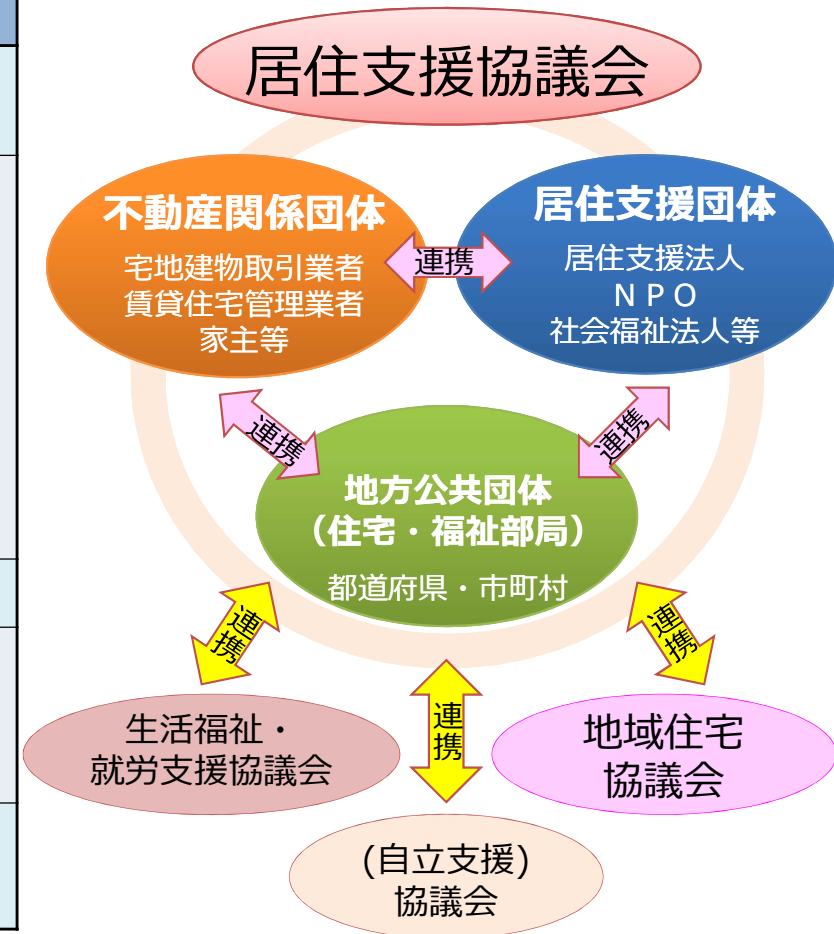 居住支援協議会
不動産関係団体
宅地建物取引業者
賃貸住宅管理業者
家主等
連携
居住支援団体
居住支援法人
ＮＰＯ
社会福祉法人等
連携
連携
地方公共団体
（住宅・福祉部局）
都道府県・市町村
連携
連携
連携
生活福祉・
就労支援協議会
地域住宅
協議会
(自立支援)
協議会